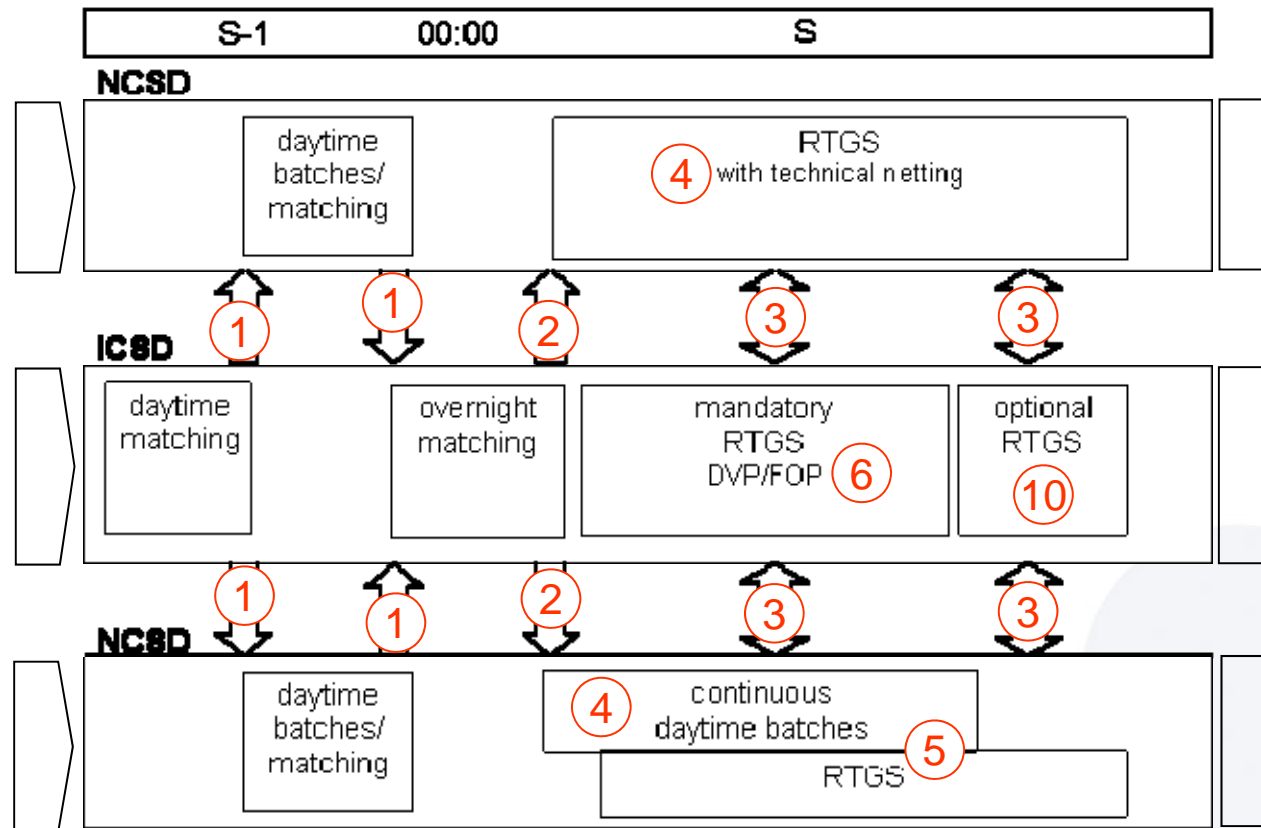 S-1 00:00 S
NCSD
daytime
batches/
matching
RTGS
4 with technical netting
1 1 2 3 3
ICSD
daytime
matching
overnight
matching
mandatory
RTGS
DVP/FOP 6
optional
RTGS
10
1 1 2 3 3
NCSD
daytime
batches/
matching
4 continuous
daytime batches
5
RTGS